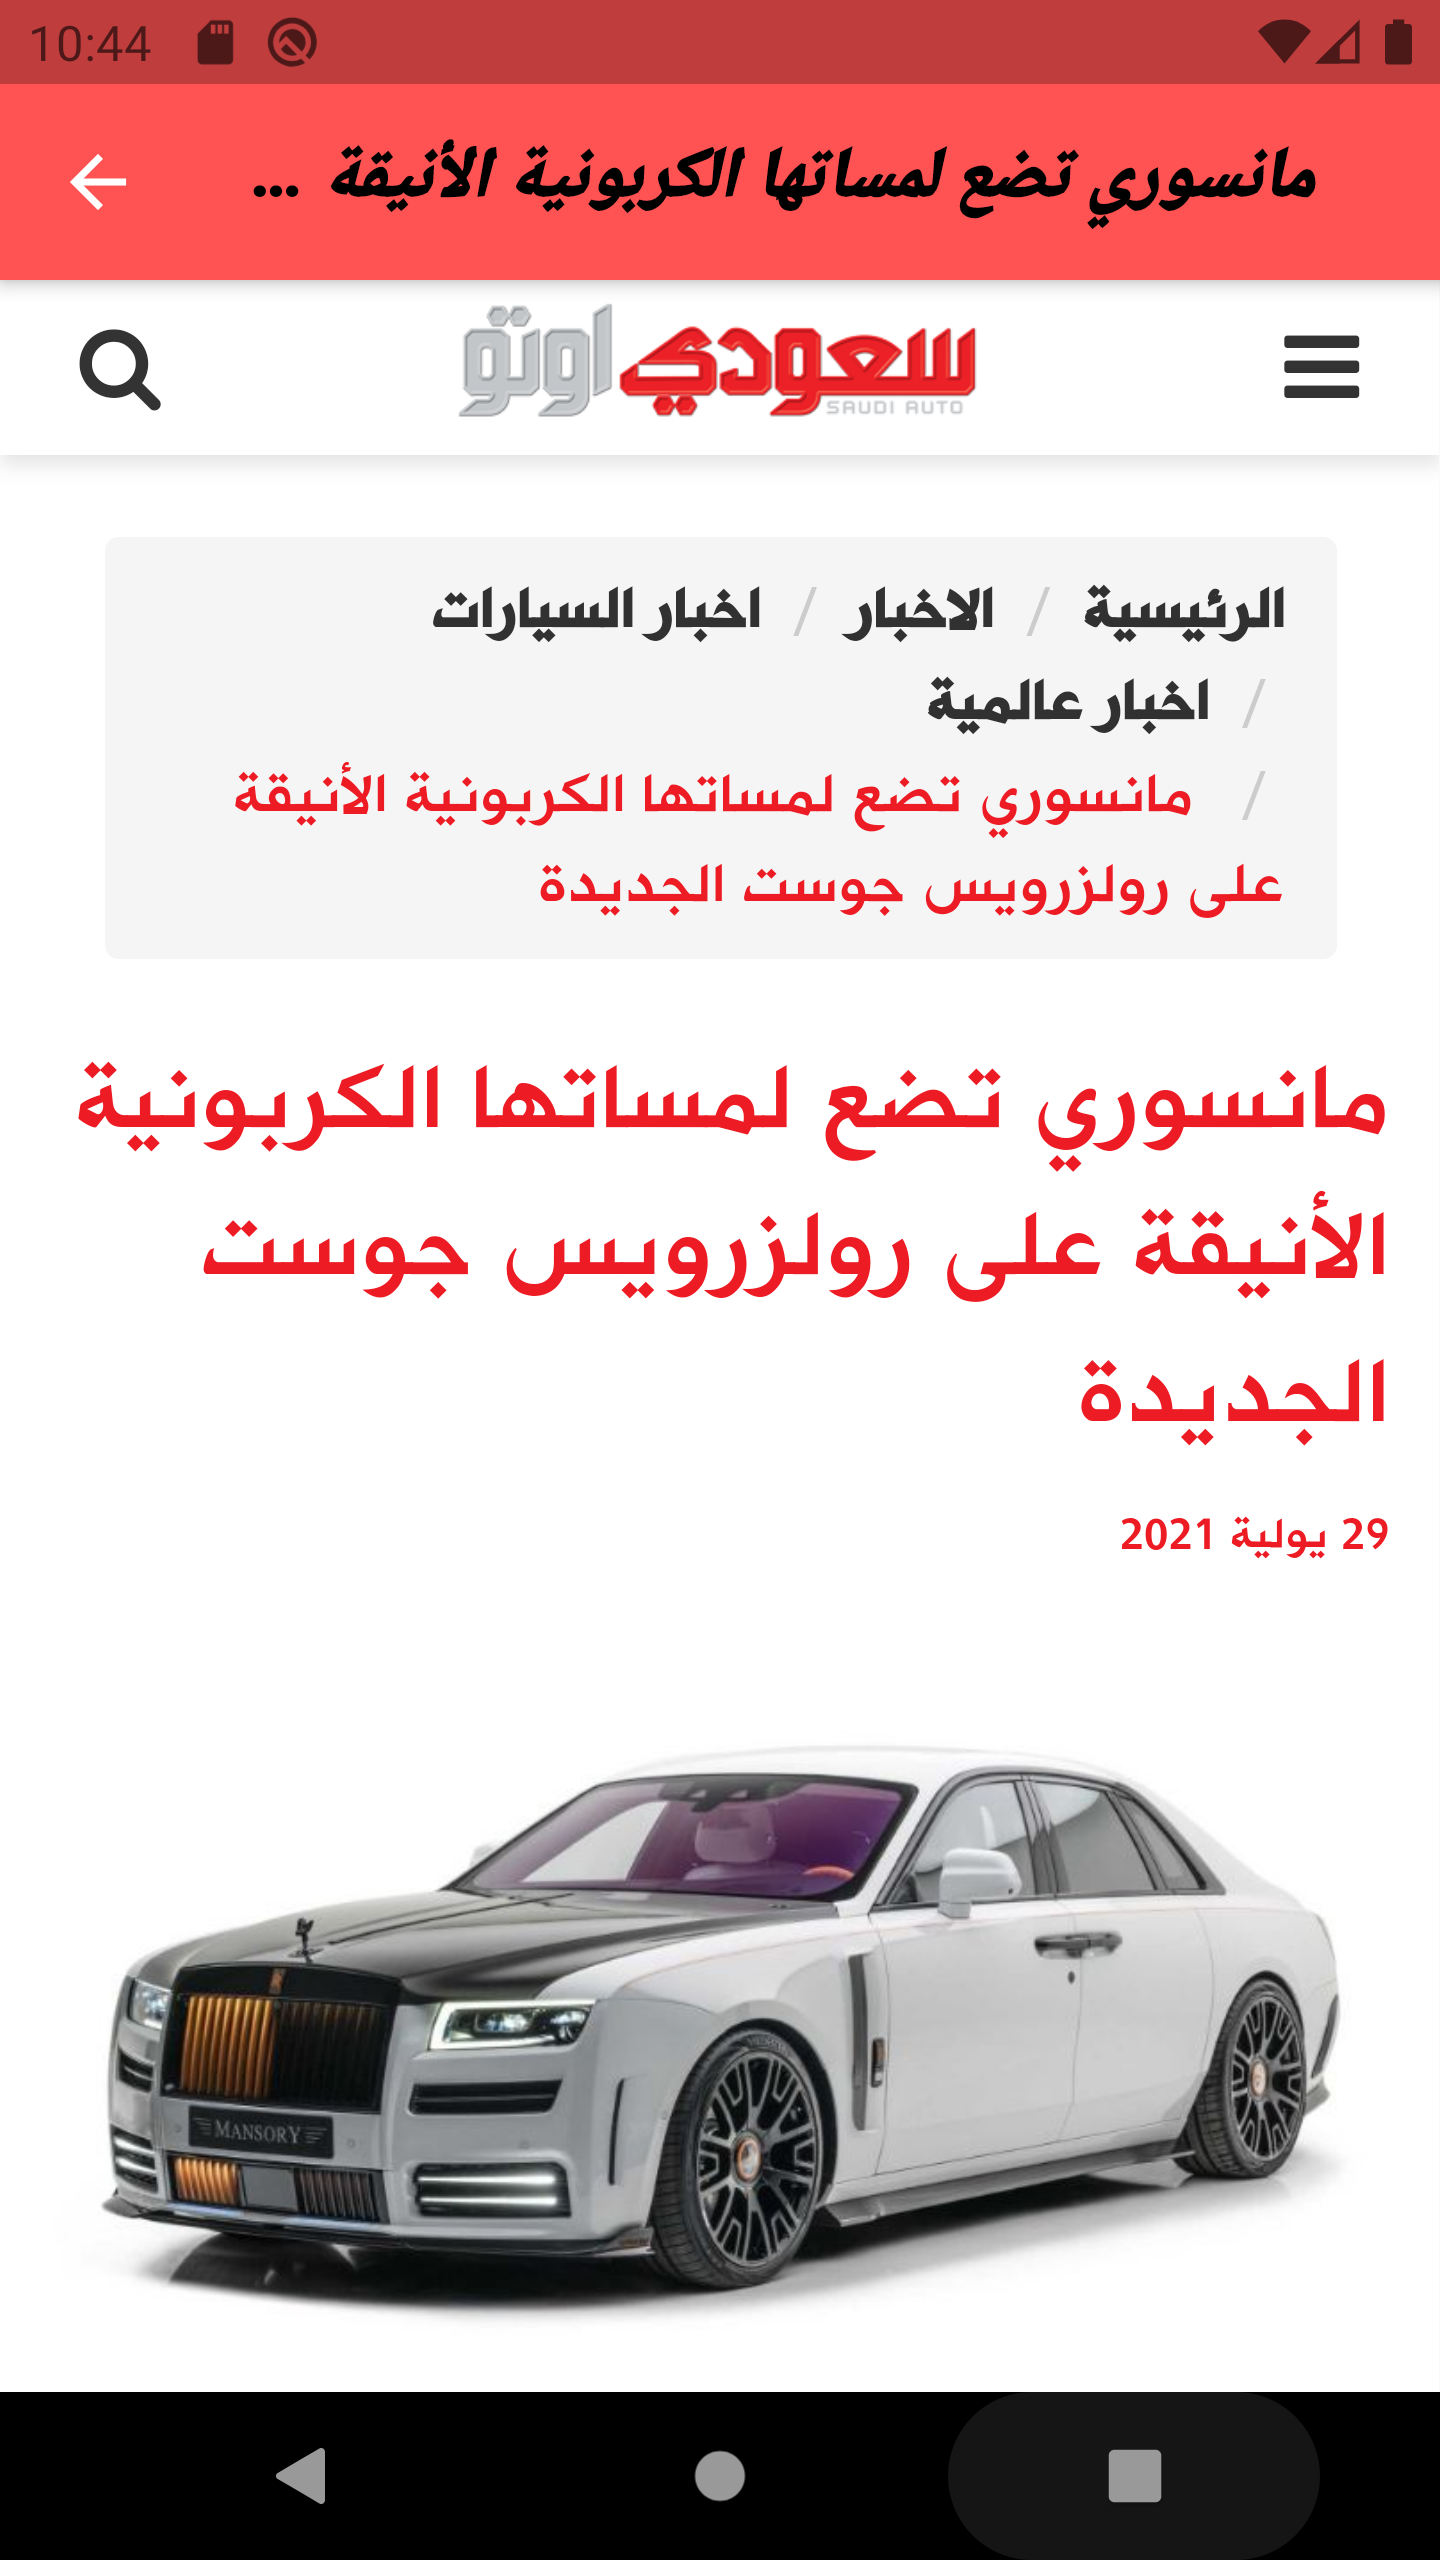 10:44
مانسوري تضع لمساتها الكربونية الأنيقة ...
سعودي اوتو
SAUDI AUTO
الرئيسية / الاخبار / اخبار السيارات
/ اخبار عالمية
/ مانسوري تضع لمساتها الكربونية الأنيقة
على رولزرويس جوست الجديدة
مانسوري تضع لمساتها الكربونية
الأنيقة على رولزرويس جوست
الجديدة
29 يولية 2021
MANSORY